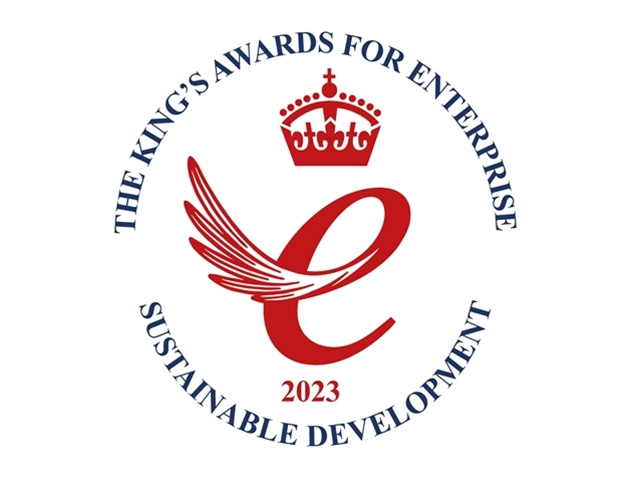 THE KING'S AWARDS FOR ENTERPRISE
e
2023
SUSTAINABLE DEVELOPMENT